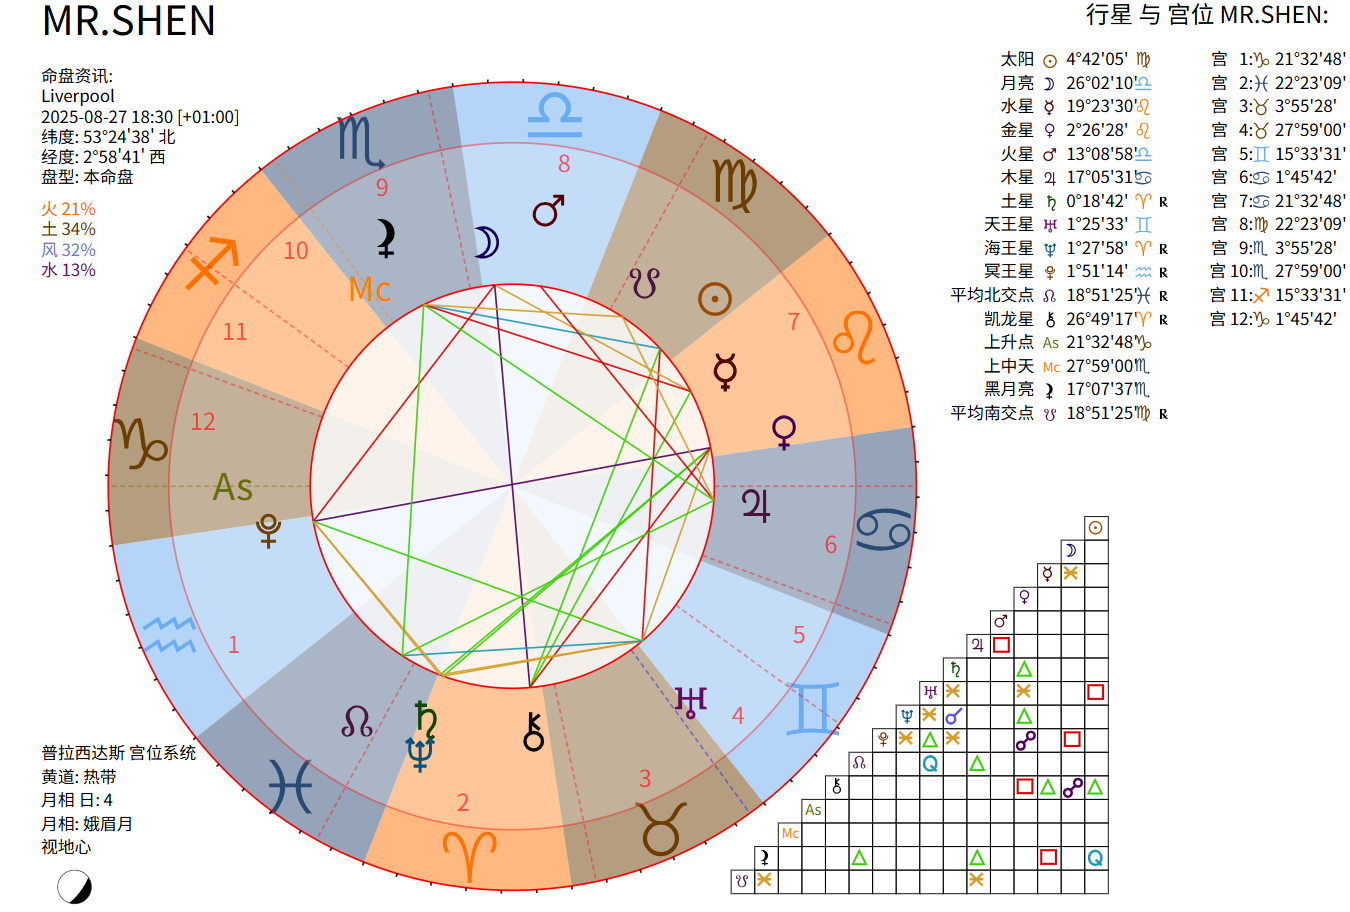 MR.SHEN
命盘资讯:
Liverpool
2025-08-27 18:30 [+01:00]
纬度: 53°24'38' 北
经度: 2°58'41' 西
盘型: 本命盘
火 21%
土 34%
风 32%
水 13%
行星 与 宫位 MR.SHEN:
太阳 ☉ 4°42'05' ♍ 宫 1:♑ 21°32'48'
月亮 ☽ 26°02'10' ♎ 宫 2:♓ 22°23'09'
水星 ☿ 19°23'30' ♌ 宫 3:♉ 3°55'28'
金星 ♀ 2°26'28' ♌ 宫 4:♉ 27°59'00'
火星 ♂ 13°08'58' ♎ 宫 5:♊ 15°33'31'
木星 ♃ 17°05'31' ♋ 宫 6:♋ 1°45'42'
土星 ♄ 0°18'42' ♈ R 宫 7:♋ 21°32'48'
天王星 ♅ 1°25'33' ♊ 宫 8:♍ 22°23'09'
海王星 ♆ 1°27'58' ♈ R 宫 9:♏ 3°55'28'
冥王星 ♇ 1°51'14' ♒ R 宫 10:♏ 27°59'00'
平均北交点 ☊ 18°51'25' ♓ R 宫 11:♐ 15°33'31'
凯龙星 ⚷ 26°49'17' ♈ R 宫 12:♑ 1°45'42'
上升点 As 21°32'48' ♑
上中天 Mc 27°59'00' ♏
黑月亮 ⚸ 17°07'37' ♏
平均南交点 ☋ 18°51'25' ♍ R
8
9
10
Mc
11
7
12
As
6
1
5
4
3
2
As
Mc
Q
Q
普拉西达斯 宫位系统
黄道: 热带
月相 日: 4
月相: 娥眉月
视地心